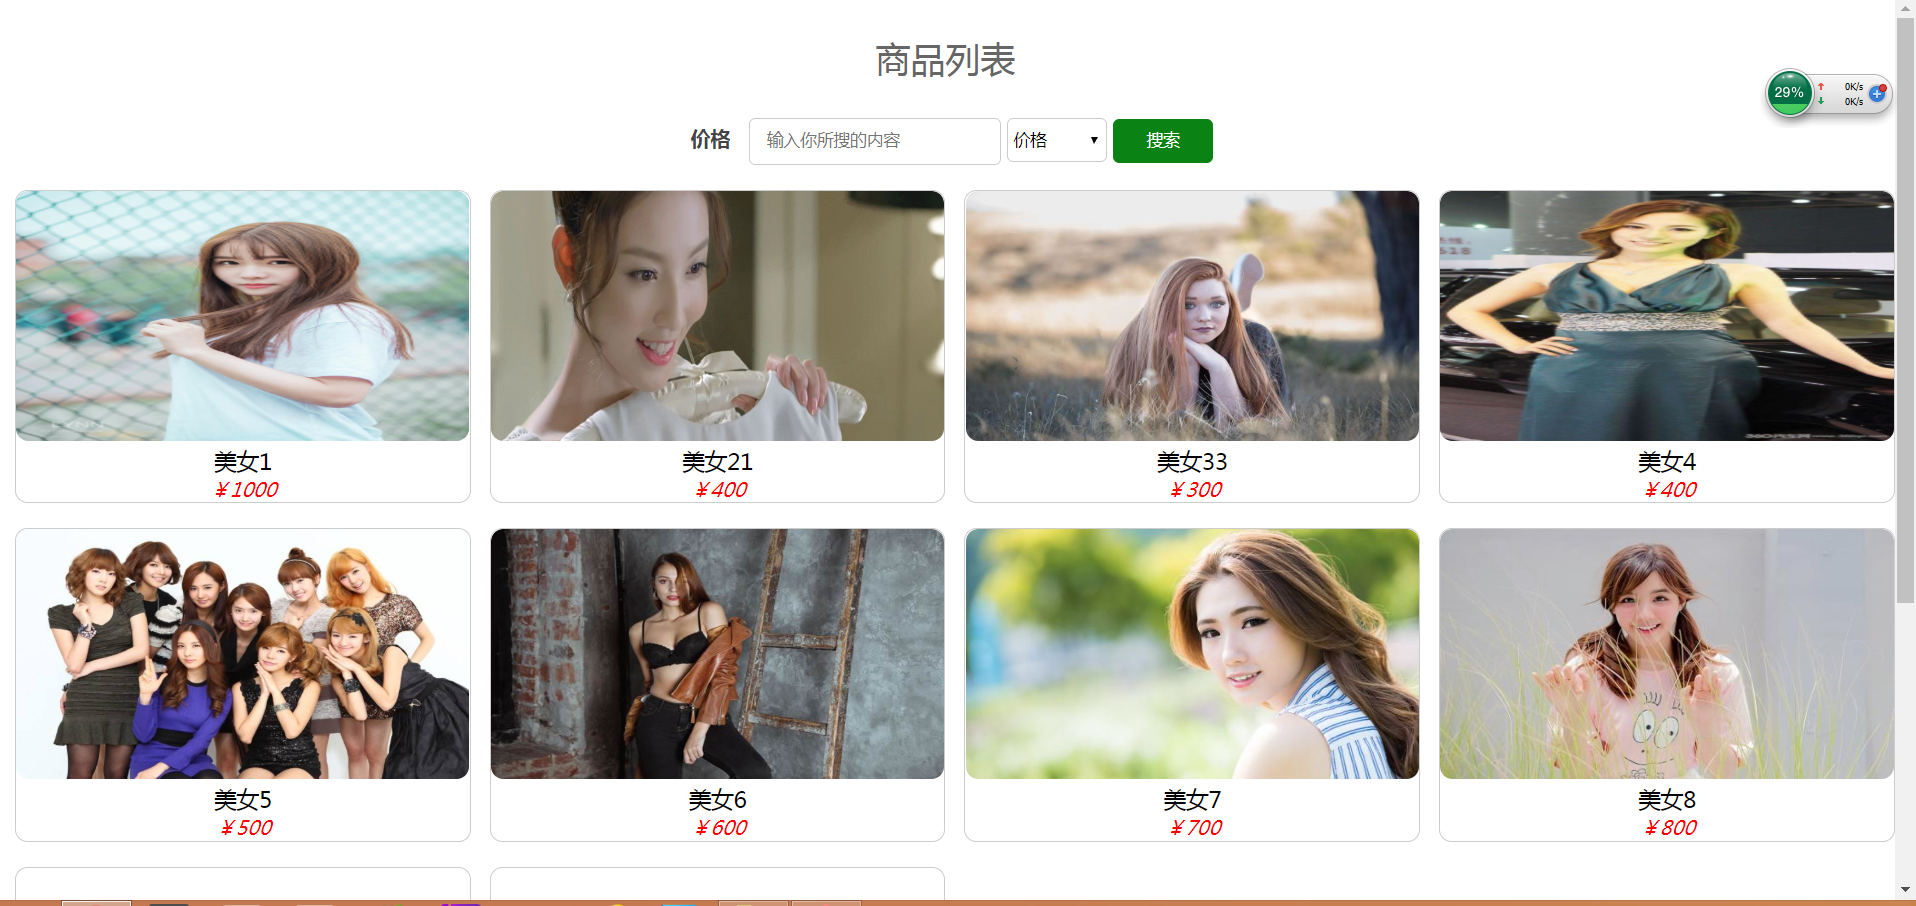 商品列表
29%
0K/s
0K/s
价格 输入你所搜的内容 价格 搜索
美女1
￥1000
美女21
￥400
美女33
￥300
美女4
￥400
美女5
￥500
美女6
￥600
美女7
￥700
美女8
￥800